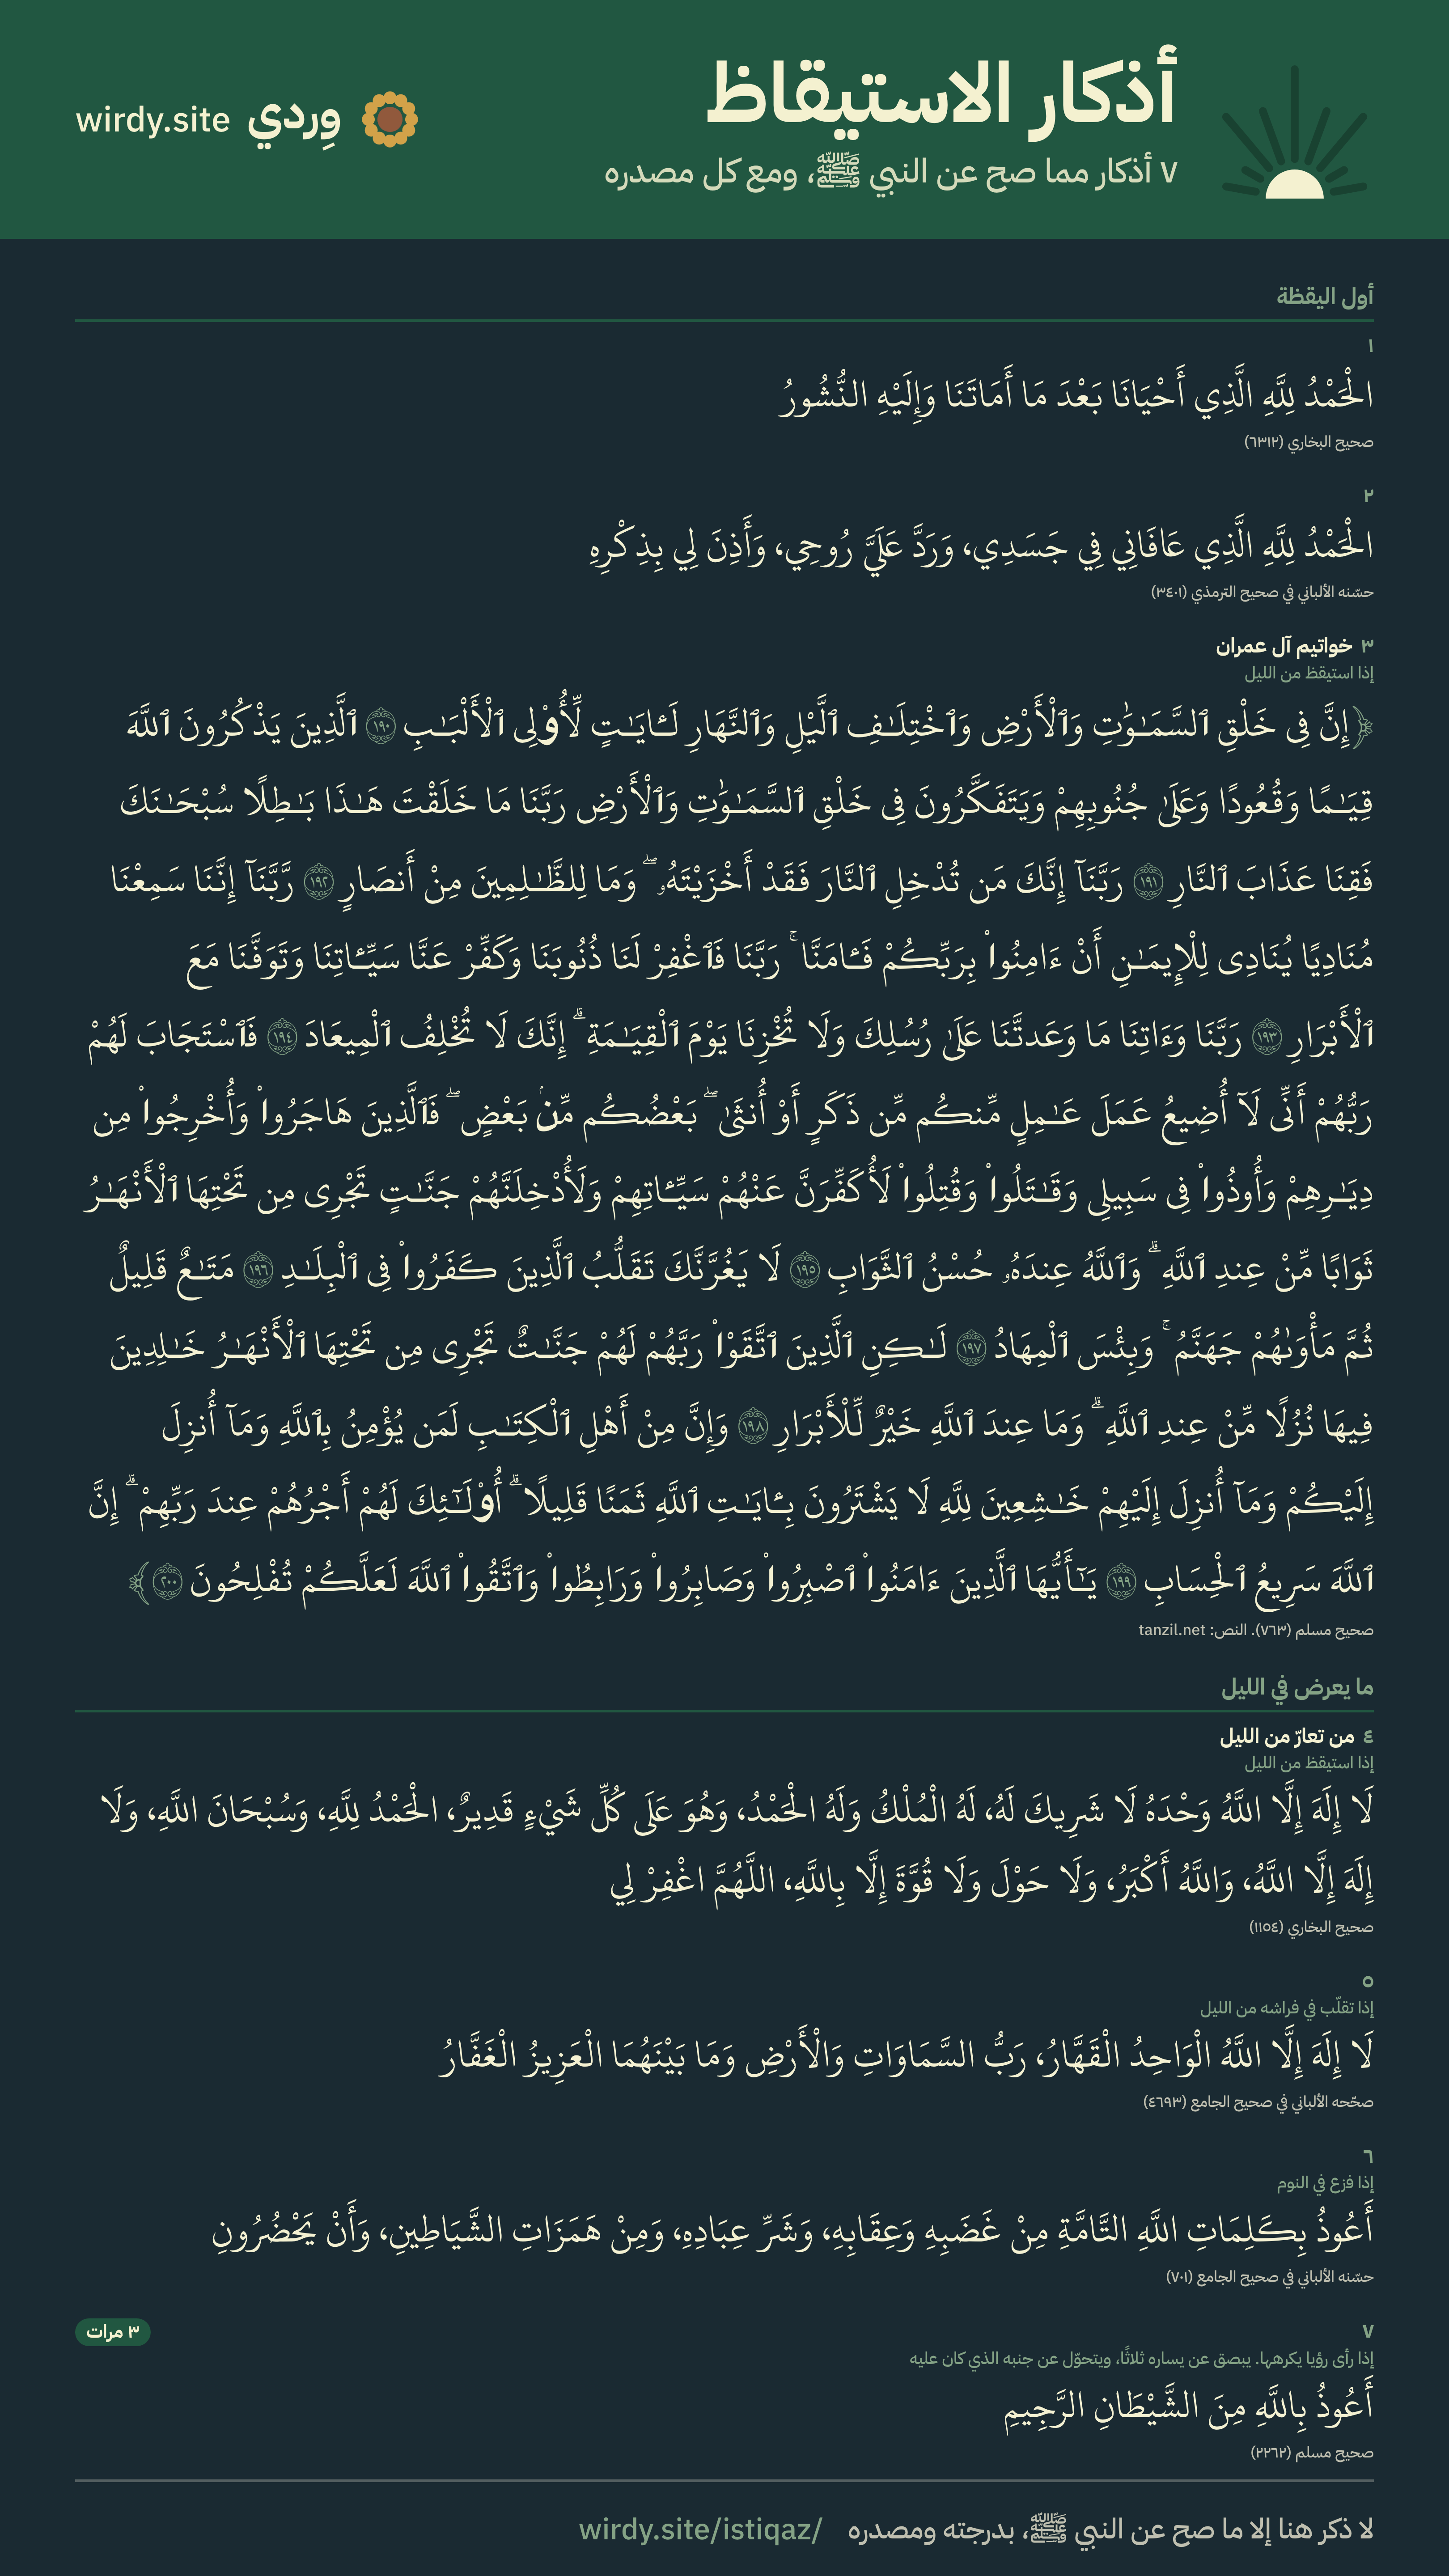 أذكار الاستيقاظ
٧ أذكار مما صح عن النبي ﷺ، ومع كل مصدره
وِردي wirdy.site
أول اليقظة
١
الْحَمْدُ لِلَّهِ الَّذِي أَحْيَانَا بَعْدَ مَا أَمَاتَنَا وَإِلَيْهِ النُّشُورُ
صحيح البخاري (٦٣١٢)
٢
الْحَمْدُ لِلَّهِ الَّذِي عَافَانِي فِي جَسَدِي، وَرَدَّ عَلَيَّ رُوحِي، وَأَذِنَ لِي بِذِكْرِهِ
حسّنه الألباني في صحيح الترمذي (٣٤٠١)
٣ خواتيم آل عمران
إذا استيقظ من الليل
﴿إِنَّ فِى خَلْقِ ٱلسَّمَـٰوَٰتِ وَٱلْأَرْضِ وَٱخْتِلَـٰفِ ٱلَّيْلِ وَٱلنَّهَارِ لَـَٔايَـٰتٍ لِّأُو۟لِى ٱلْأَلْبَـٰبِ ١٩٠ ٱلَّذِينَ يَذْكُرُونَ ٱللَّهَ
قِيَـٰمًا وَقُعُودًا وَعَلَىٰ جُنُوبِهِمْ وَيَتَفَكَّرُونَ فِى خَلْقِ ٱلسَّمَـٰوَٰتِ وَٱلْأَرْضِ رَبَّنَا مَا خَلَقْتَ هَـٰذَا بَـٰطِلًا سُبْحَـٰنَكَ
فَقِنَا عَذَابَ ٱلنَّارِ ١٩١ رَبَّنَآ إِنَّكَ مَن تُدْخِلِ ٱلنَّارَ فَقَدْ أَخْزَيْتَهُۥ ۖ وَمَا لِلظَّـٰلِمِينَ مِنْ أَنصَارٍ ١٩٢ رَّبَّنَآ إِنَّنَا سَمِعْنَا
مُنَادِيًا يُنَادِى لِلْإِيمَـٰنِ أَنْ ءَامِنُوا۟ بِرَبِّكُمْ فَـَٔامَنَّا ۚ رَبَّنَا فَٱغْفِرْ لَنَا ذُنُوبَنَا وَكَفِّرْ عَنَّا سَيِّـَٔاتِنَا وَتَوَفَّنَا مَعَ
ٱلْأَبْرَارِ ١٩٣ رَبَّنَا وَءَاتِنَا مَا وَعَدتَّنَا عَلَىٰ رُسُلِكَ وَلَا تُخْزِنَا يَوْمَ ٱلْقِيَـٰمَةِ ۗ إِنَّكَ لَا تُخْلِفُ ٱلْمِيعَادَ ١٩٤ فَٱسْتَجَابَ لَهُمْ
رَبُّهُمْ أَنِّى لَآ أُضِيعُ عَمَلَ عَـٰمِلٍ مِّنكُم مِّن ذَكَرٍ أَوْ أُنثَىٰ ۖ بَعْضُكُم مِّنۢ بَعْضٍ ۖ فَٱلَّذِينَ هَاجَرُوا۟ وَأُخْرِجُوا۟ مِن
دِيَـٰرِهِمْ وَأُوذُوا۟ فِى سَبِيلِى وَقَـٰتَلُوا۟ وَقُتِلُوا۟ لَأُكَفِّرَنَّ عَنْهُمْ سَيِّـَٔاتِهِمْ وَلَأُدْخِلَنَّهُمْ جَنَّـٰتٍ تَجْرِى مِن تَحْتِهَا ٱلْأَنْهَـٰرُ
ثَوَابًا مِّنْ عِندِ ٱللَّهِ ۗ وَٱللَّهُ عِندَهُۥ حُسْنُ ٱلثَّوَابِ ١٩٥ لَا يَغُرَّنَّكَ تَقَلُّبُ ٱلَّذِينَ كَفَرُوا۟ فِى ٱلْبِلَـٰدِ ١٩٦ مَتَـٰعٌ قَلِيلٌ
ثُمَّ مَأْوَىٰهُمْ جَهَنَّمُ ۚ وَبِئْسَ ٱلْمِهَادُ ١٩٧ لَـٰكِنِ ٱلَّذِينَ ٱتَّقَوْا۟ رَبَّهُمْ لَهُمْ جَنَّـٰتٌ تَجْرِى مِن تَحْتِهَا ٱلْأَنْهَـٰرُ خَـٰلِدِينَ
فِيهَا نُزُلًا مِّنْ عِندِ ٱللَّهِ ۗ وَمَا عِندَ ٱللَّهِ خَيْرٌ لِّلْأَبْرَارِ ١٩٨ وَإِنَّ مِنْ أَهْلِ ٱلْكِتَـٰبِ لَمَن يُؤْمِنُ بِٱللَّهِ وَمَآ أُنزِلَ
إِلَيْكُمْ وَمَآ أُنزِلَ إِلَيْهِمْ خَـٰشِعِينَ لِلَّهِ لَا يَشْتَرُونَ بِـَٔايَـٰتِ ٱللَّهِ ثَمَنًا قَلِيلًا ۗ أُو۟لَـٰٓئِكَ لَهُمْ أَجْرُهُمْ عِندَ رَبِّهِمْ ۗ إِنَّ
ٱللَّهَ سَرِيعُ ٱلْحِسَابِ ١٩٩ يَـٰٓأَيُّهَا ٱلَّذِينَ ءَامَنُوا۟ ٱصْبِرُوا۟ وَصَابِرُوا۟ وَرَابِطُوا۟ وَٱتَّقُوا۟ ٱللَّهَ لَعَلَّكُمْ تُفْلِحُونَ ٢٠٠﴾
صحيح مسلم (٧٦٣). النص: tanzil.net
ما يعرض في الليل
٤ من تعارّ من الليل
إذا استيقظ من الليل
لَا إِلَهَ إِلَّا اللَّهُ وَحْدَهُ لَا شَرِيكَ لَهُ، لَهُ الْمُلْكُ وَلَهُ الْحَمْدُ، وَهُوَ عَلَى كُلِّ شَيْءٍ قَدِيرٌ، الْحَمْدُ لِلَّهِ، وَسُبْحَانَ اللَّهِ، وَلَا
إِلَهَ إِلَّا اللَّهُ، وَاللَّهُ أَكْبَرُ، وَلَا حَوْلَ وَلَا قُوَّةَ إِلَّا بِاللَّهِ، اللَّهُمَّ اغْفِرْ لِي
صحيح البخاري (١١٥٤)
٥
إذا تقلّب في فراشه من الليل
لَا إِلَهَ إِلَّا اللَّهُ الْوَاحِدُ الْقَهَّارُ، رَبُّ السَّمَاوَاتِ وَالْأَرْضِ وَمَا بَيْنَهُمَا الْعَزِيزُ الْغَفَّارُ
صحّحه الألباني في صحيح الجامع (٤٦٩٣)
٦
إذا فزع في النوم
أَعُوذُ بِكَلِمَاتِ اللَّهِ التَّامَّةِ مِنْ غَضَبِهِ وَعِقَابِهِ، وَشَرِّ عِبَادِهِ، وَمِنْ هَمَزَاتِ الشَّيَاطِينِ، وَأَنْ يَحْضُرُونِ
حسّنه الألباني في صحيح الجامع (٧٠١)
٧
٣ مرات
إذا رأى رؤيا يكرهها. يبصق عن يساره ثلاثًا، ويتحوّل عن جنبه الذي كان عليه
أَعُوذُ بِاللَّهِ مِنَ الشَّيْطَانِ الرَّجِيمِ
صحيح مسلم (٢٢٦٢)
لا ذكر هنا إلا ما صح عن النبي ﷺ، بدرجته ومصدره wirdy.site/istiqaz/